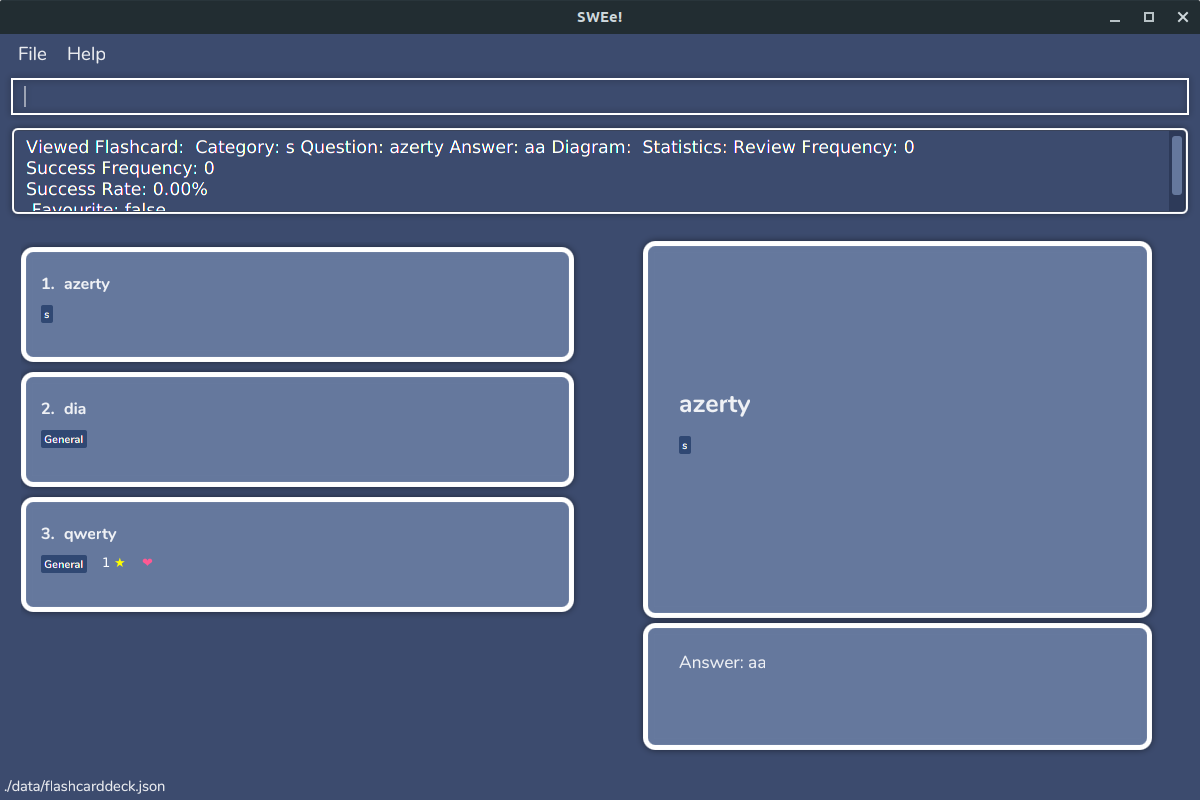 SWEe!
File Help
Viewed Flashcard:  Category: s Question: azerty Answer: aa Diagram:  Statistics: Review Frequency: 0
Success Frequency: 0
Success Rate: 0.00%
Favourite: false
1. azerty
s
2. dia
General
3. qwerty
General 1 ★ ❤
azerty
s
Answer: aa
./data/flashcarddeck.json